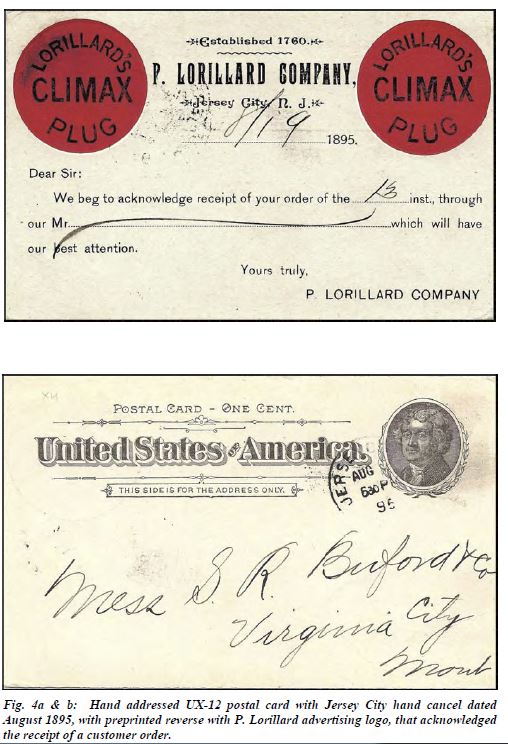 LORILLARD'S
CLIMAX
PLUG
Established 1760.
P. LORILLARD COMPANY,
Jersey City, N. J.
LORILLARD'S
CLIMAX
PLUG
8/19 1895.
Dear Sir:
We beg to acknowledge receipt of your order of the 13 inst., through
our Mr. which will have
our best attention.
Yours truly,
P. LORILLARD COMPANY
XII
POSTAL CARD - ONE CENT.
United States of America.
THIS SIDE IS FOR THE ADDRESS ONLY.
JERSE
AUG
630 P
95
Mess S. R. Buford & Co
Virginia City
Mont
Fig. 4a & b: Hand addressed UX-12 postal card with Jersey City hand cancel dated
August 1895, with preprinted reverse with P. Lorillard advertising logo, that acknowledged
the receipt of a customer order.